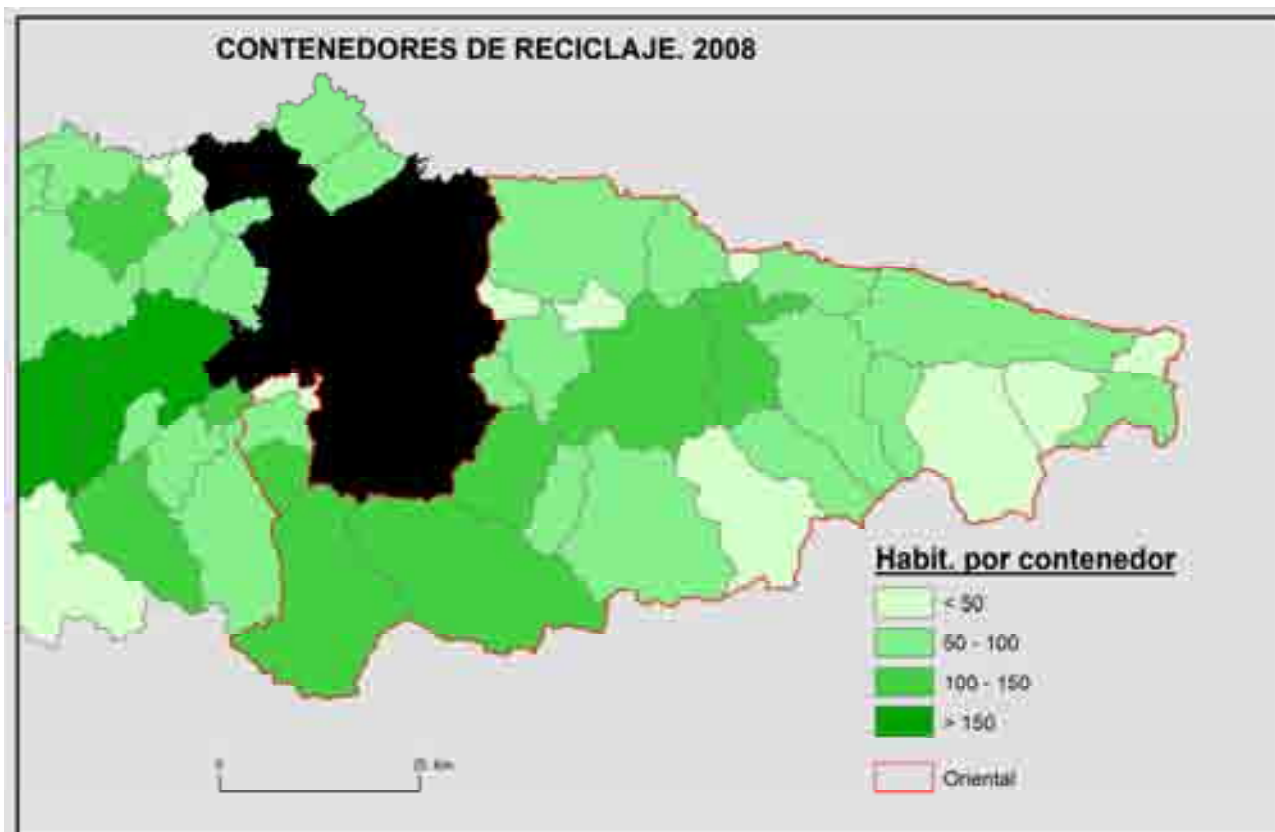 CONTENEDORES DE RECICLAJE. 2008
Habit. por contenedor
< 50
50 - 100
100 - 150
> 150
Oriental
0